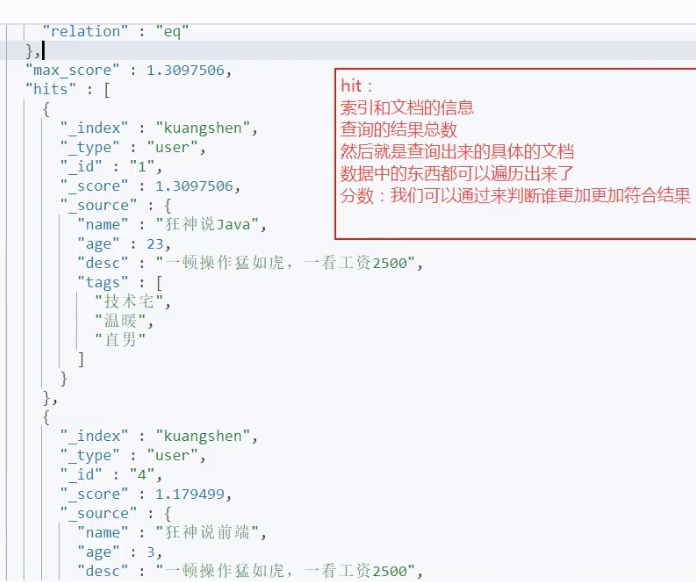 "relation" : "eq"
},
"max_score" : 1.3097506,
"hits" : [
{
"_index" : "kuangshen",
"_type" : "user",
"_id" : "1",
"_score" : 1.3097506,
"_source" : {
"name" : "狂神说Java",
"age" : 23,
"desc" : "一顿操作猛如虎，一看工资2500",
"tags" : [
"技术宅",
"温暖",
"直男"
]
}
},
{
"_index" : "kuangshen",
"_type" : "user",
"_id" : "4",
"_score" : 1.179499,
"_source" : {
"name" : "狂神说前端",
"age" : 3,
"desc" : "一顿操作猛如虎，一看工资2500",
hit：
索引和文档的信息
查询的结果总数
然后就是查询出来的具体的文档
数据中的东西都可以遍历出来了
分数：我们可以通过来判断谁更加更加符合结果